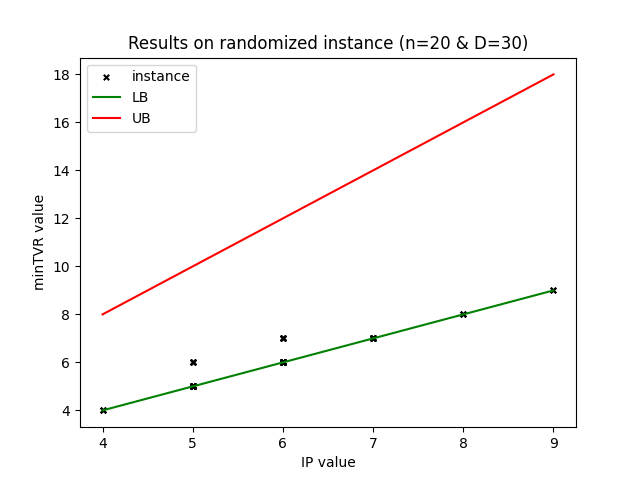 Results on randomized instance (n=20 & D=30)
instance
LB
UB
18
16
14
12
10
8
6
4
minTVR value
4 5 6 7 8 9
IP value